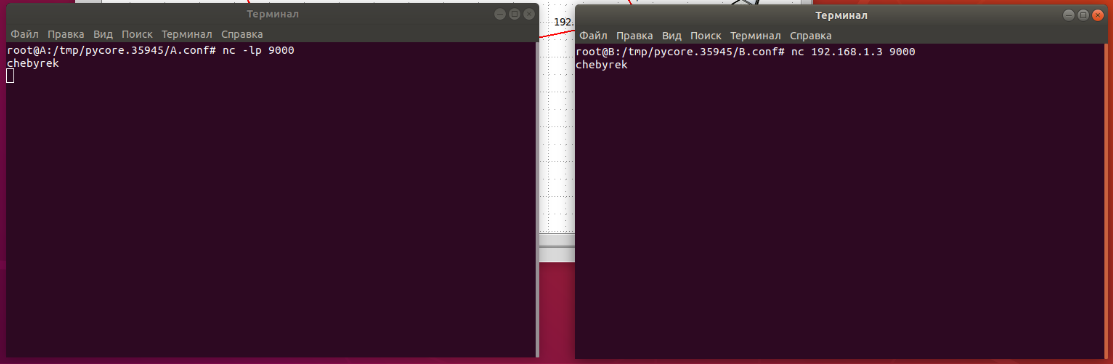 Терминал
Файл Правка Вид Поиск Терминал Справка
root@A:/tmp/pycore.35945/A.conf# nc -lp 9000
chebyrek
192.
Терминал
Файл Правка Вид Поиск Терминал Справка
root@B:/tmp/pycore.35945/B.conf# nc 192.168.1.3 9000
chebyrek